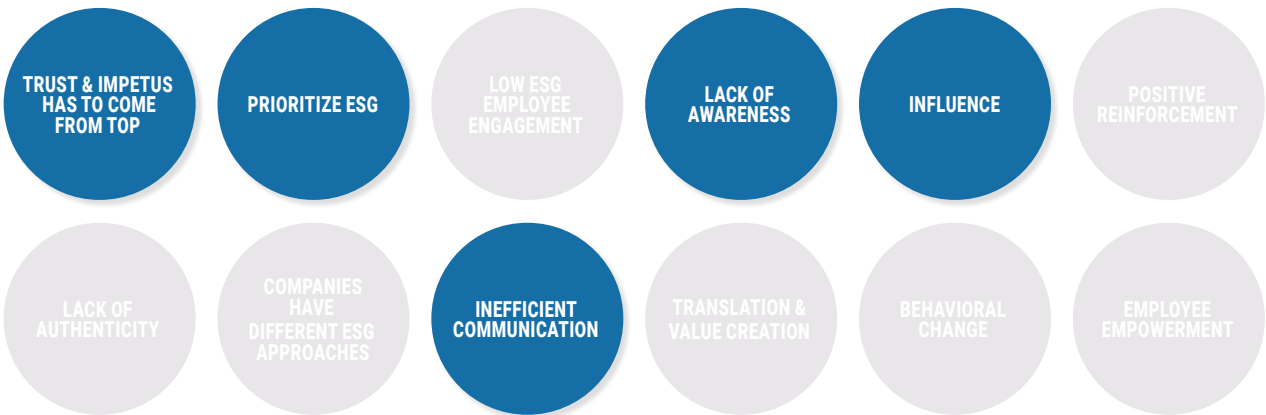 TRUST & IMPETUS
HAS TO COME
FROM TOP
PRIORITIZE ESG
LOW ESG
EMPLOYEE
ENGAGEMENT
LACK OF
AWARENESS
INFLUENCE
POSITIVE
REINFORCEMENT
LACK OF
AUTHENTICITY
COMPANIES
HAVE
DIFFERENT ESG
APPROACHES
INEFFICIENT
COMMUNICATION
TRANSLATION &
VALUE CREATION
BEHAVIORAL
CHANGE
EMPLOYEE
EMPOWERMENT